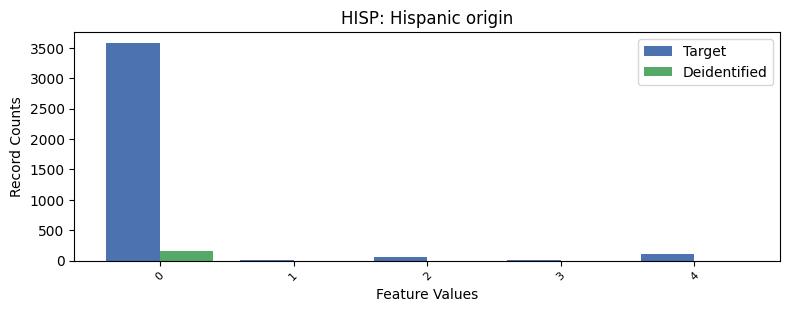 HISP: Hispanic origin
Target
Deidentified
Record Counts
3500
3000
2500
2000
1500
1000
500
0
0 1 2 3 4
Feature Values